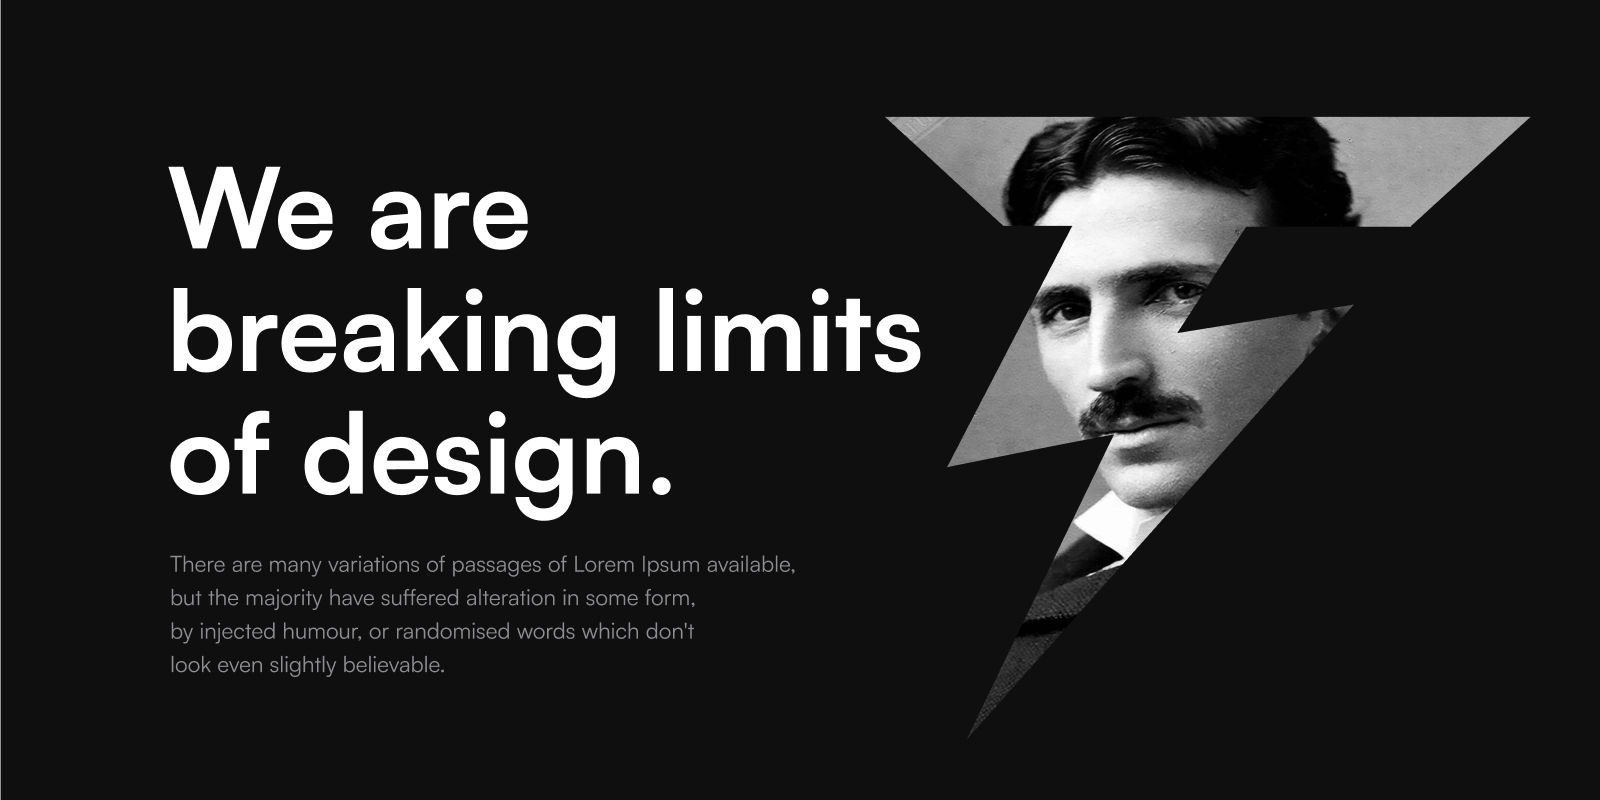 We are
breaking limits
of design.
There are many variations of passages of Lorem Ipsum available,
but the majority have suffered alteration in some form,
by injected humour, or randomised words which don't
look even slightly believable.